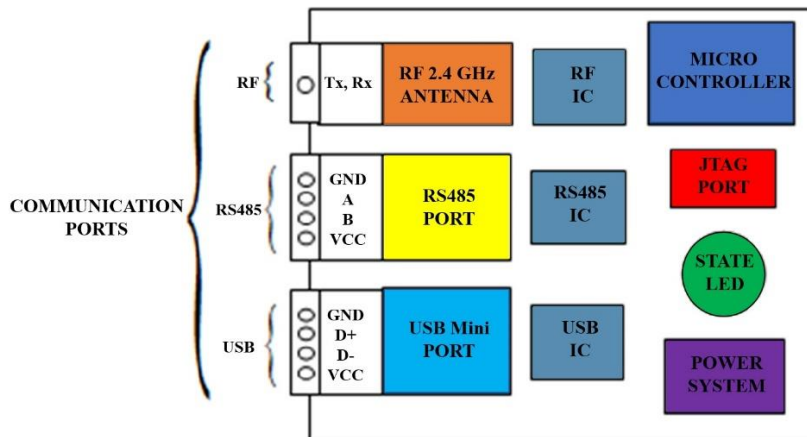 COMMUNICATION
PORTS
RF
Tx, Rx
RF 2.4 GHz
ANTENNA
RF
IC
MICRO
CONTROLLER
RS485
GND
A
B
VCC
RS485
PORT
RS485
IC
JTAG
PORT
STATE
LED
USB
GND
D+
D-
VCC
USB Mini
PORT
USB
IC
POWER
SYSTEM